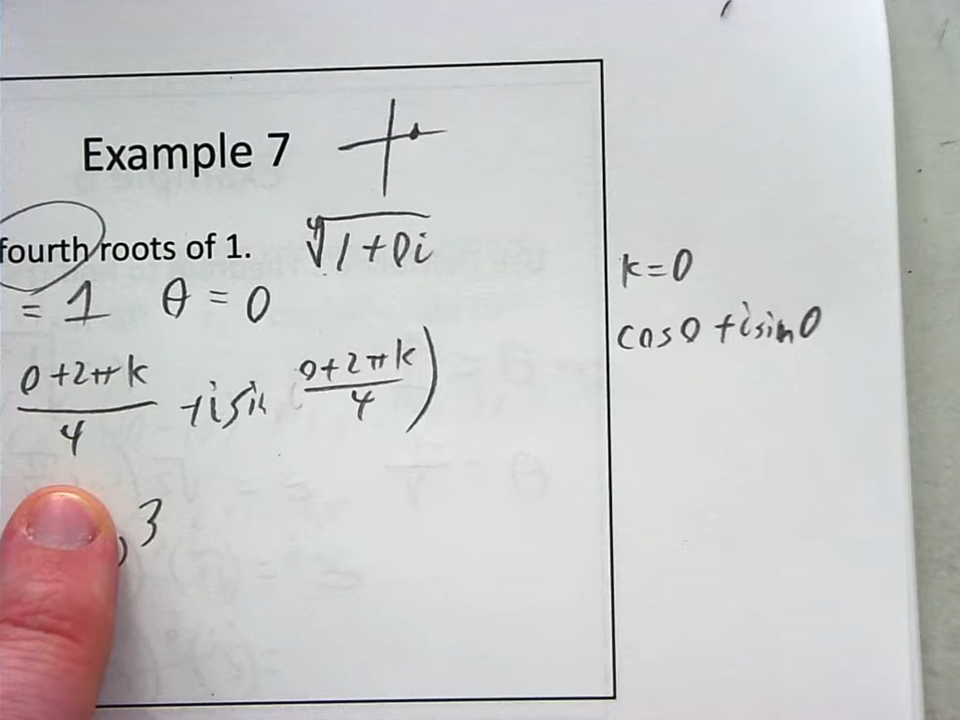 Example 7
fourth roots of 1. ∜1+0i
= 1 θ = 0
0+2πk/4 +isin (0+2πk/4)
, 3
k=0
cos0 +isin0